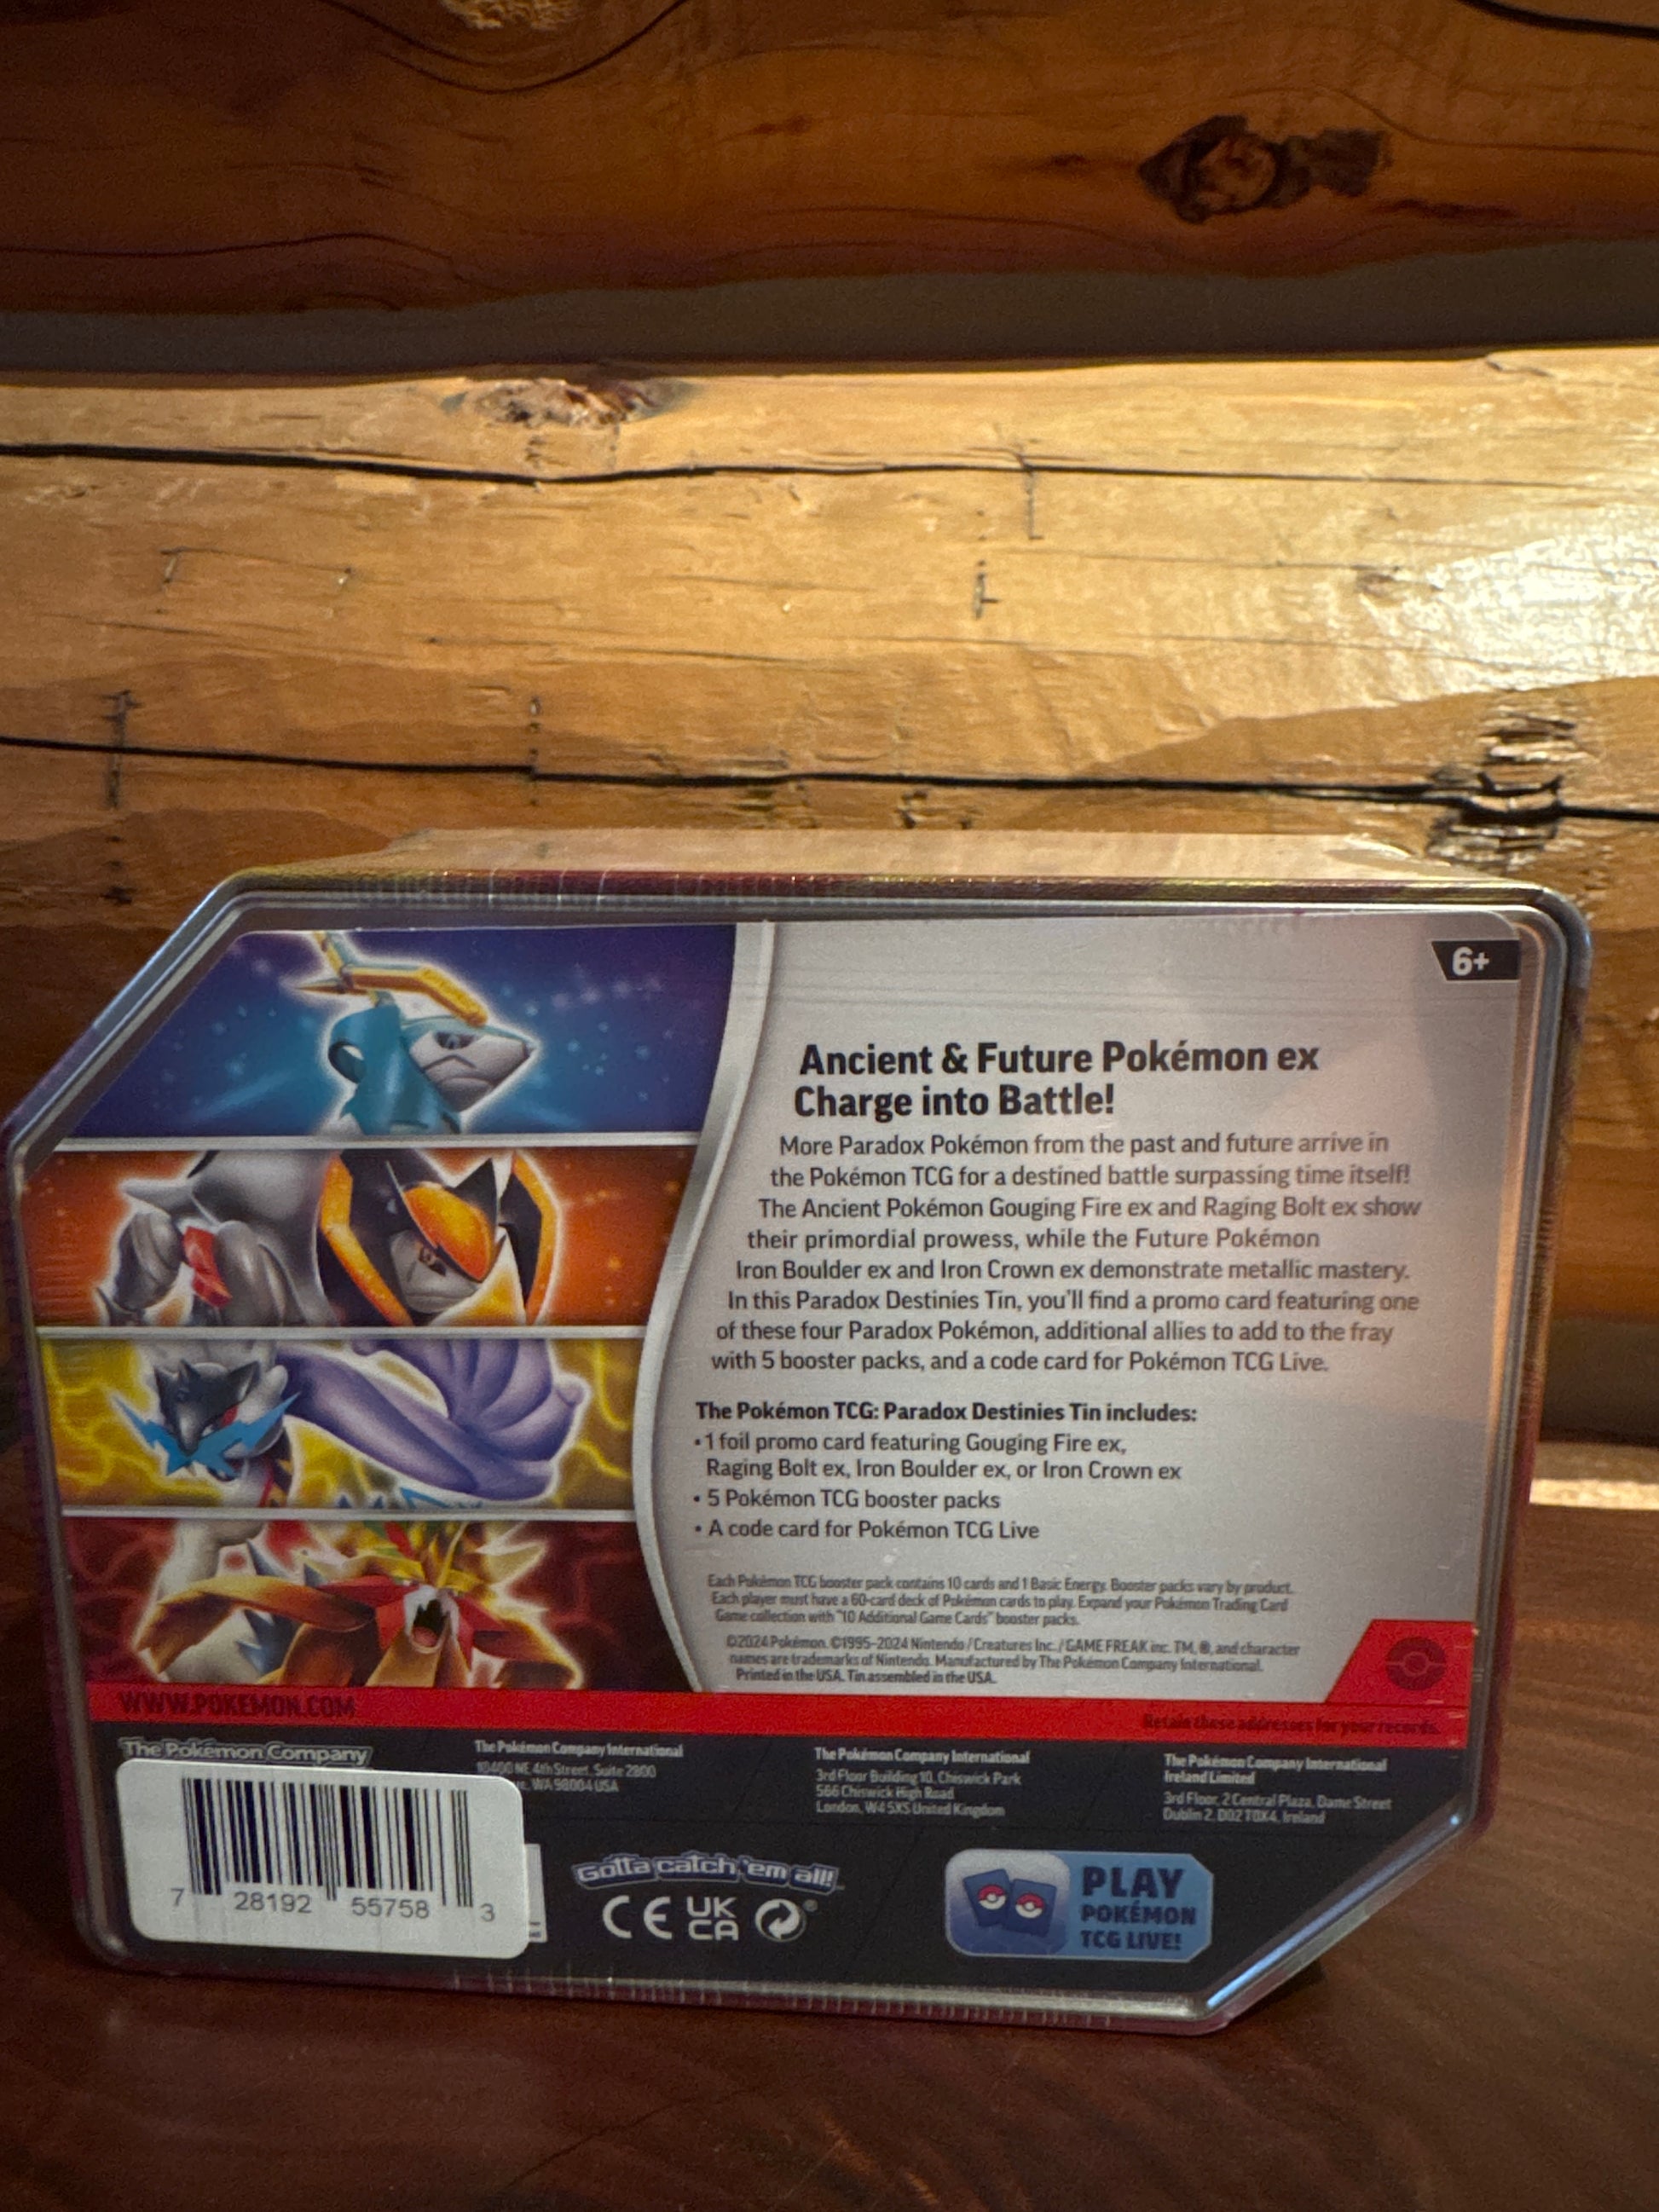 6+
Ancient & Future Pokémon ex
Charge into Battle!
More Paradox Pokémon from the past and future arrive in
the Pokémon TCG for a destined battle surpassing time itself!
The Ancient Pokémon Gouging Fire ex and Raging Bolt ex show
their primordial prowess, while the Future Pokémon
Iron Boulder ex and Iron Crown ex demonstrate metallic mastery.
In this Paradox Destinies Tin, you'll find a promo card featuring one
of these four Paradox Pokémon, additional allies to add to the fray
with 5 booster packs, and a code card for Pokémon TCG Live.
The Pokémon TCG: Paradox Destinies Tin includes:
• 1 foil promo card featuring Gouging Fire ex,
Raging Bolt ex, Iron Boulder ex, or Iron Crown ex
• 5 Pokémon TCG booster packs
• A code card for Pokémon TCG Live
Each Pokémon TCG booster pack contains 10 cards and 1 Basic Energy. Booster packs vary by product.
Each player must have a 60-card deck of Pokémon cards to play. Expand your Pokémon Trading Card
Game collection with "10 Additional Game Cards" booster packs.
©2024 Pokémon. ©1995–2024 Nintendo / Creatures Inc. / GAME FREAK inc. TM, ®, and character
names are trademarks of Nintendo. Manufactured by The Pokémon Company International.
Printed in the USA. Tin assembled in the USA.
WWW.POKEMON.COM
Retain these addresses for your records.
The Pokémon Company
The Pokémon Company International
10400 NE 4th Street, Suite 2800
WA 98004 USA
The Pokémon Company International
3rd Floor Building 10, Chiswick Park
566 Chiswick High Road
London, W4 5XS United Kingdom
The Pokémon Company International
Ireland Limited
3rd Floor, 2 Central Plaza, Dame Street
Dublin 2, D02 T0X4, Ireland
7 28192 55758 3
Gotta catch 'em all!
CE UK CA ®
PLAY
POKÉMON
TCG LIVE!